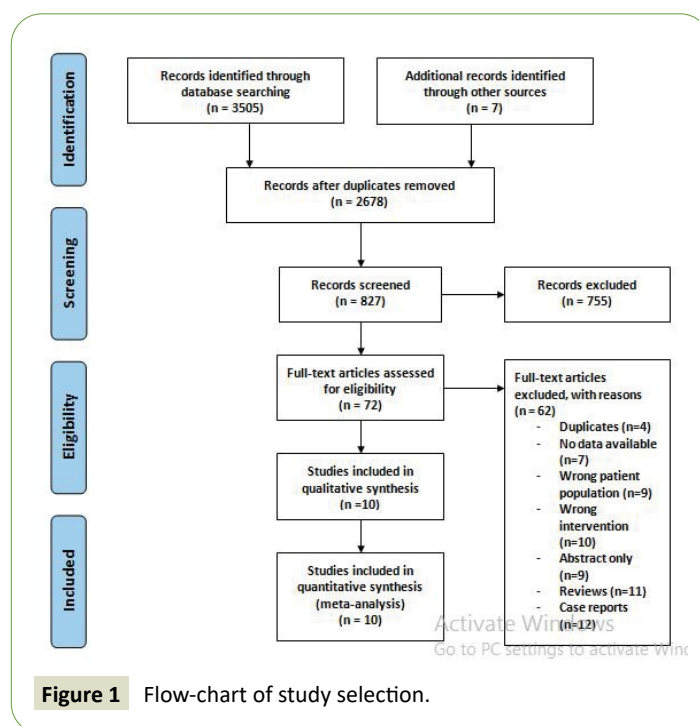 Identification
Records identified through
database searching
(n = 3505)
Additional records identified
through other sources
(n = 7)
Records after duplicates removed
(n = 2678)
Screening
Records screened
(n = 827)
Records excluded
(n = 755)
Eligibility
Full-text articles assessed
for eligibility
(n = 72)
Full-text articles
excluded, with reasons
(n = 62)
- Duplicates (n=4)
- No data available
(n=7)
- Wrong patient
population (n=9)
- Wrong
intervention
(n=10)
- Abstract only
(n=9)
- Reviews (n=11)
- Case reports
(n=12)
Studies included in
qualitative synthesis
(n =10)
Included
Studies included in
quantitative synthesis
(meta-analysis)
(n = 10)
Activate Windows
Go to PC settings to activate Winc
Figure 1 Flow-chart of study selection.